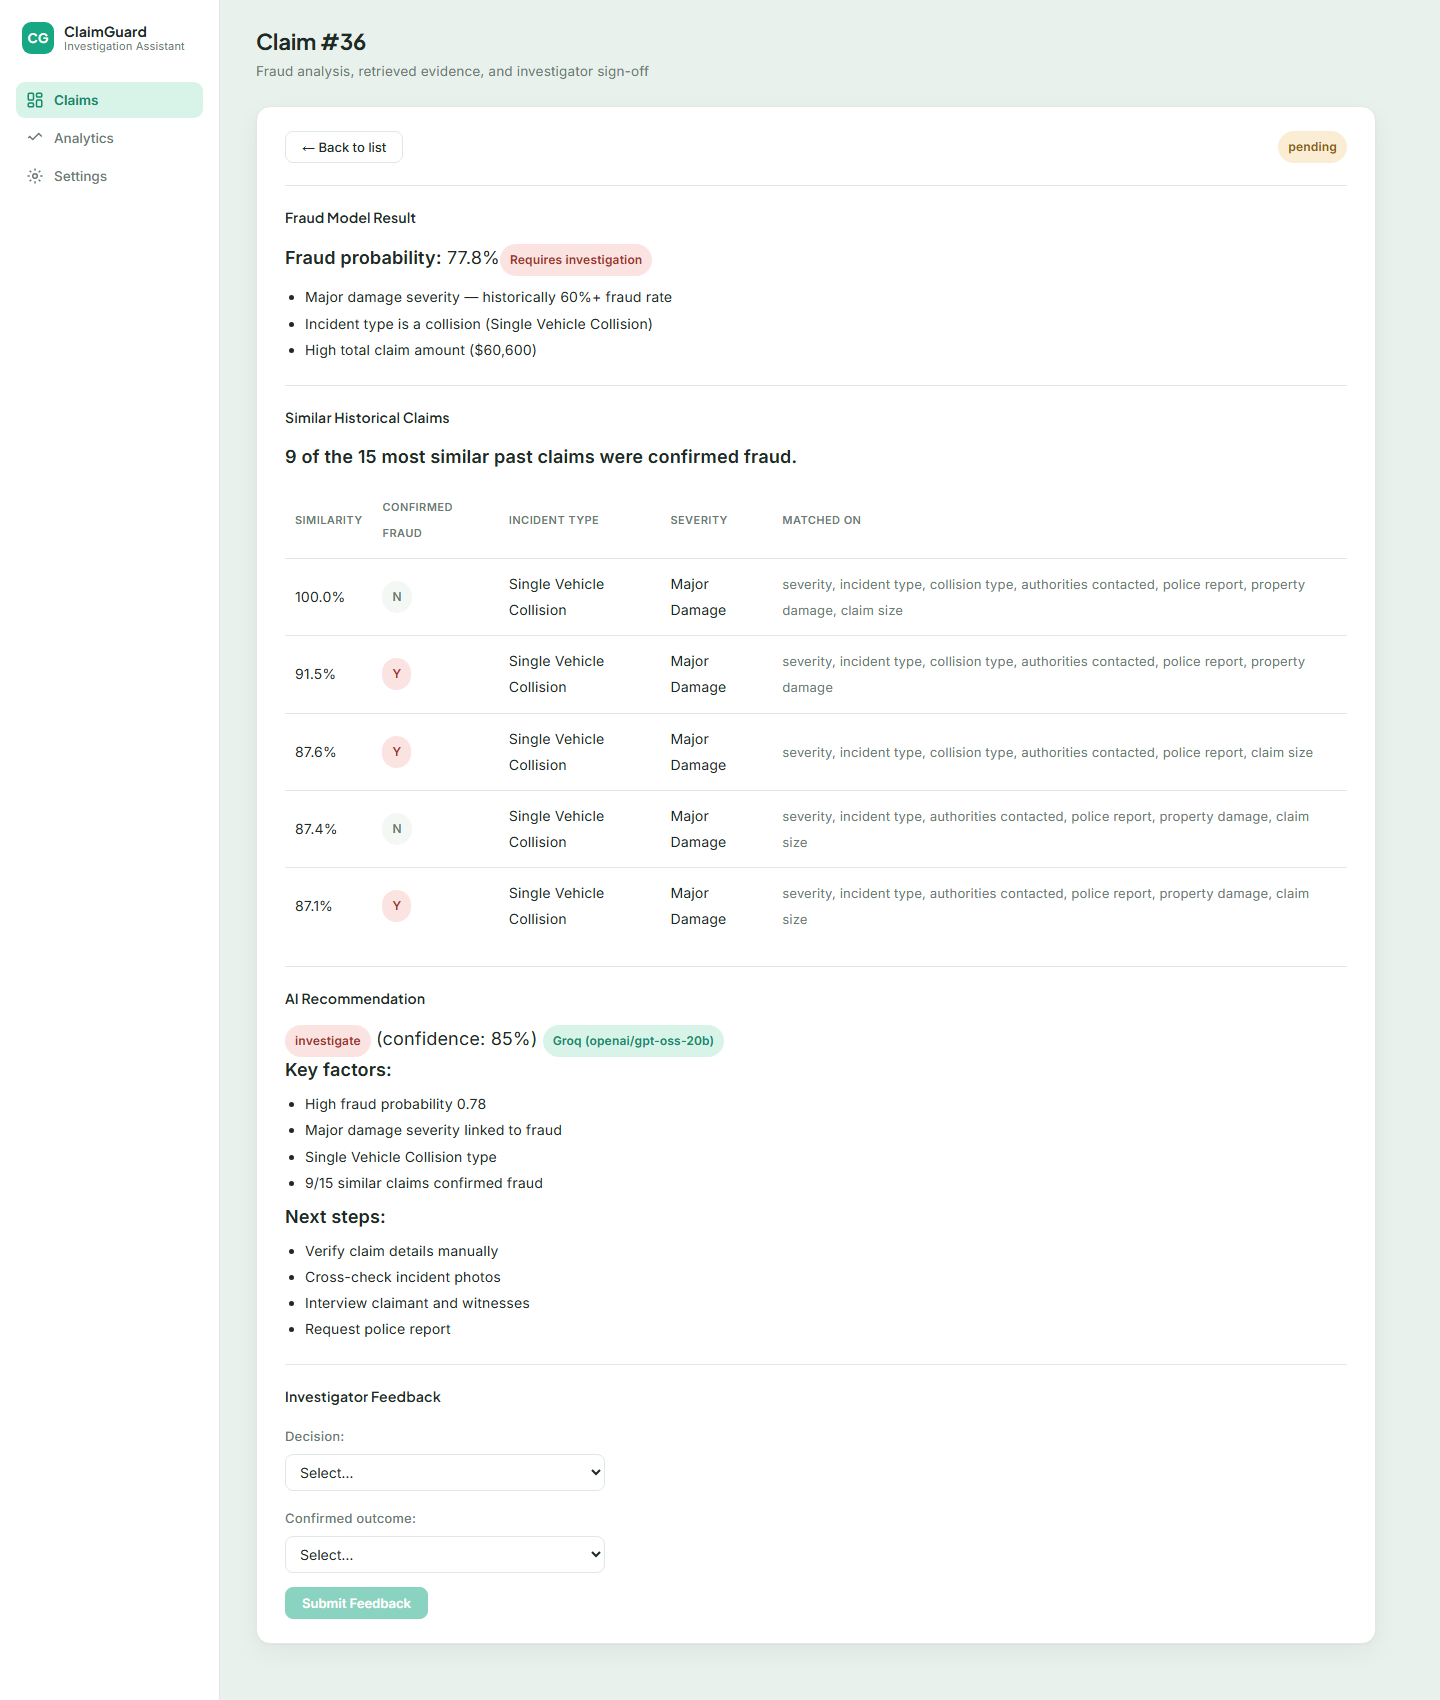 CG
ClaimGuard
Investigation Assistant
Claims
Analytics
Settings
Claim #36
Fraud analysis, retrieved evidence, and investigator sign-off
← Back to list
pending
Fraud Model Result
Fraud probability: 77.8% Requires investigation
• Major damage severity — historically 60%+ fraud rate
• Incident type is a collision (Single Vehicle Collision)
• High total claim amount ($60,600)
Similar Historical Claims
9 of the 15 most similar past claims were confirmed fraud.
SIMILARITY CONFIRMED FRAUD INCIDENT TYPE SEVERITY MATCHED ON
100.0% N Single Vehicle Collision Major Damage severity, incident type, collision type, authorities contacted, police report, property
damage, claim size
91.5% Y Single Vehicle Collision Major Damage severity, incident type, collision type, authorities contacted, police report, property
damage
87.6% Y Single Vehicle Collision Major Damage severity, incident type, collision type, authorities contacted, police report, claim size
87.4% N Single Vehicle Collision Major Damage severity, incident type, authorities contacted, police report, property damage, claim
size
87.1% Y Single Vehicle Collision Major Damage severity, incident type, authorities contacted, police report, property damage, claim
size
AI Recommendation
investigate (confidence: 85%) Groq (openai/gpt-oss-20b)
Key factors:
• High fraud probability 0.78
• Major damage severity linked to fraud
• Single Vehicle Collision type
• 9/15 similar claims confirmed fraud
Next steps:
• Verify claim details manually
• Cross-check incident photos
• Interview claimant and witnesses
• Request police report
Investigator Feedback
Decision:
Select...
Confirmed outcome:
Select...
Submit Feedback